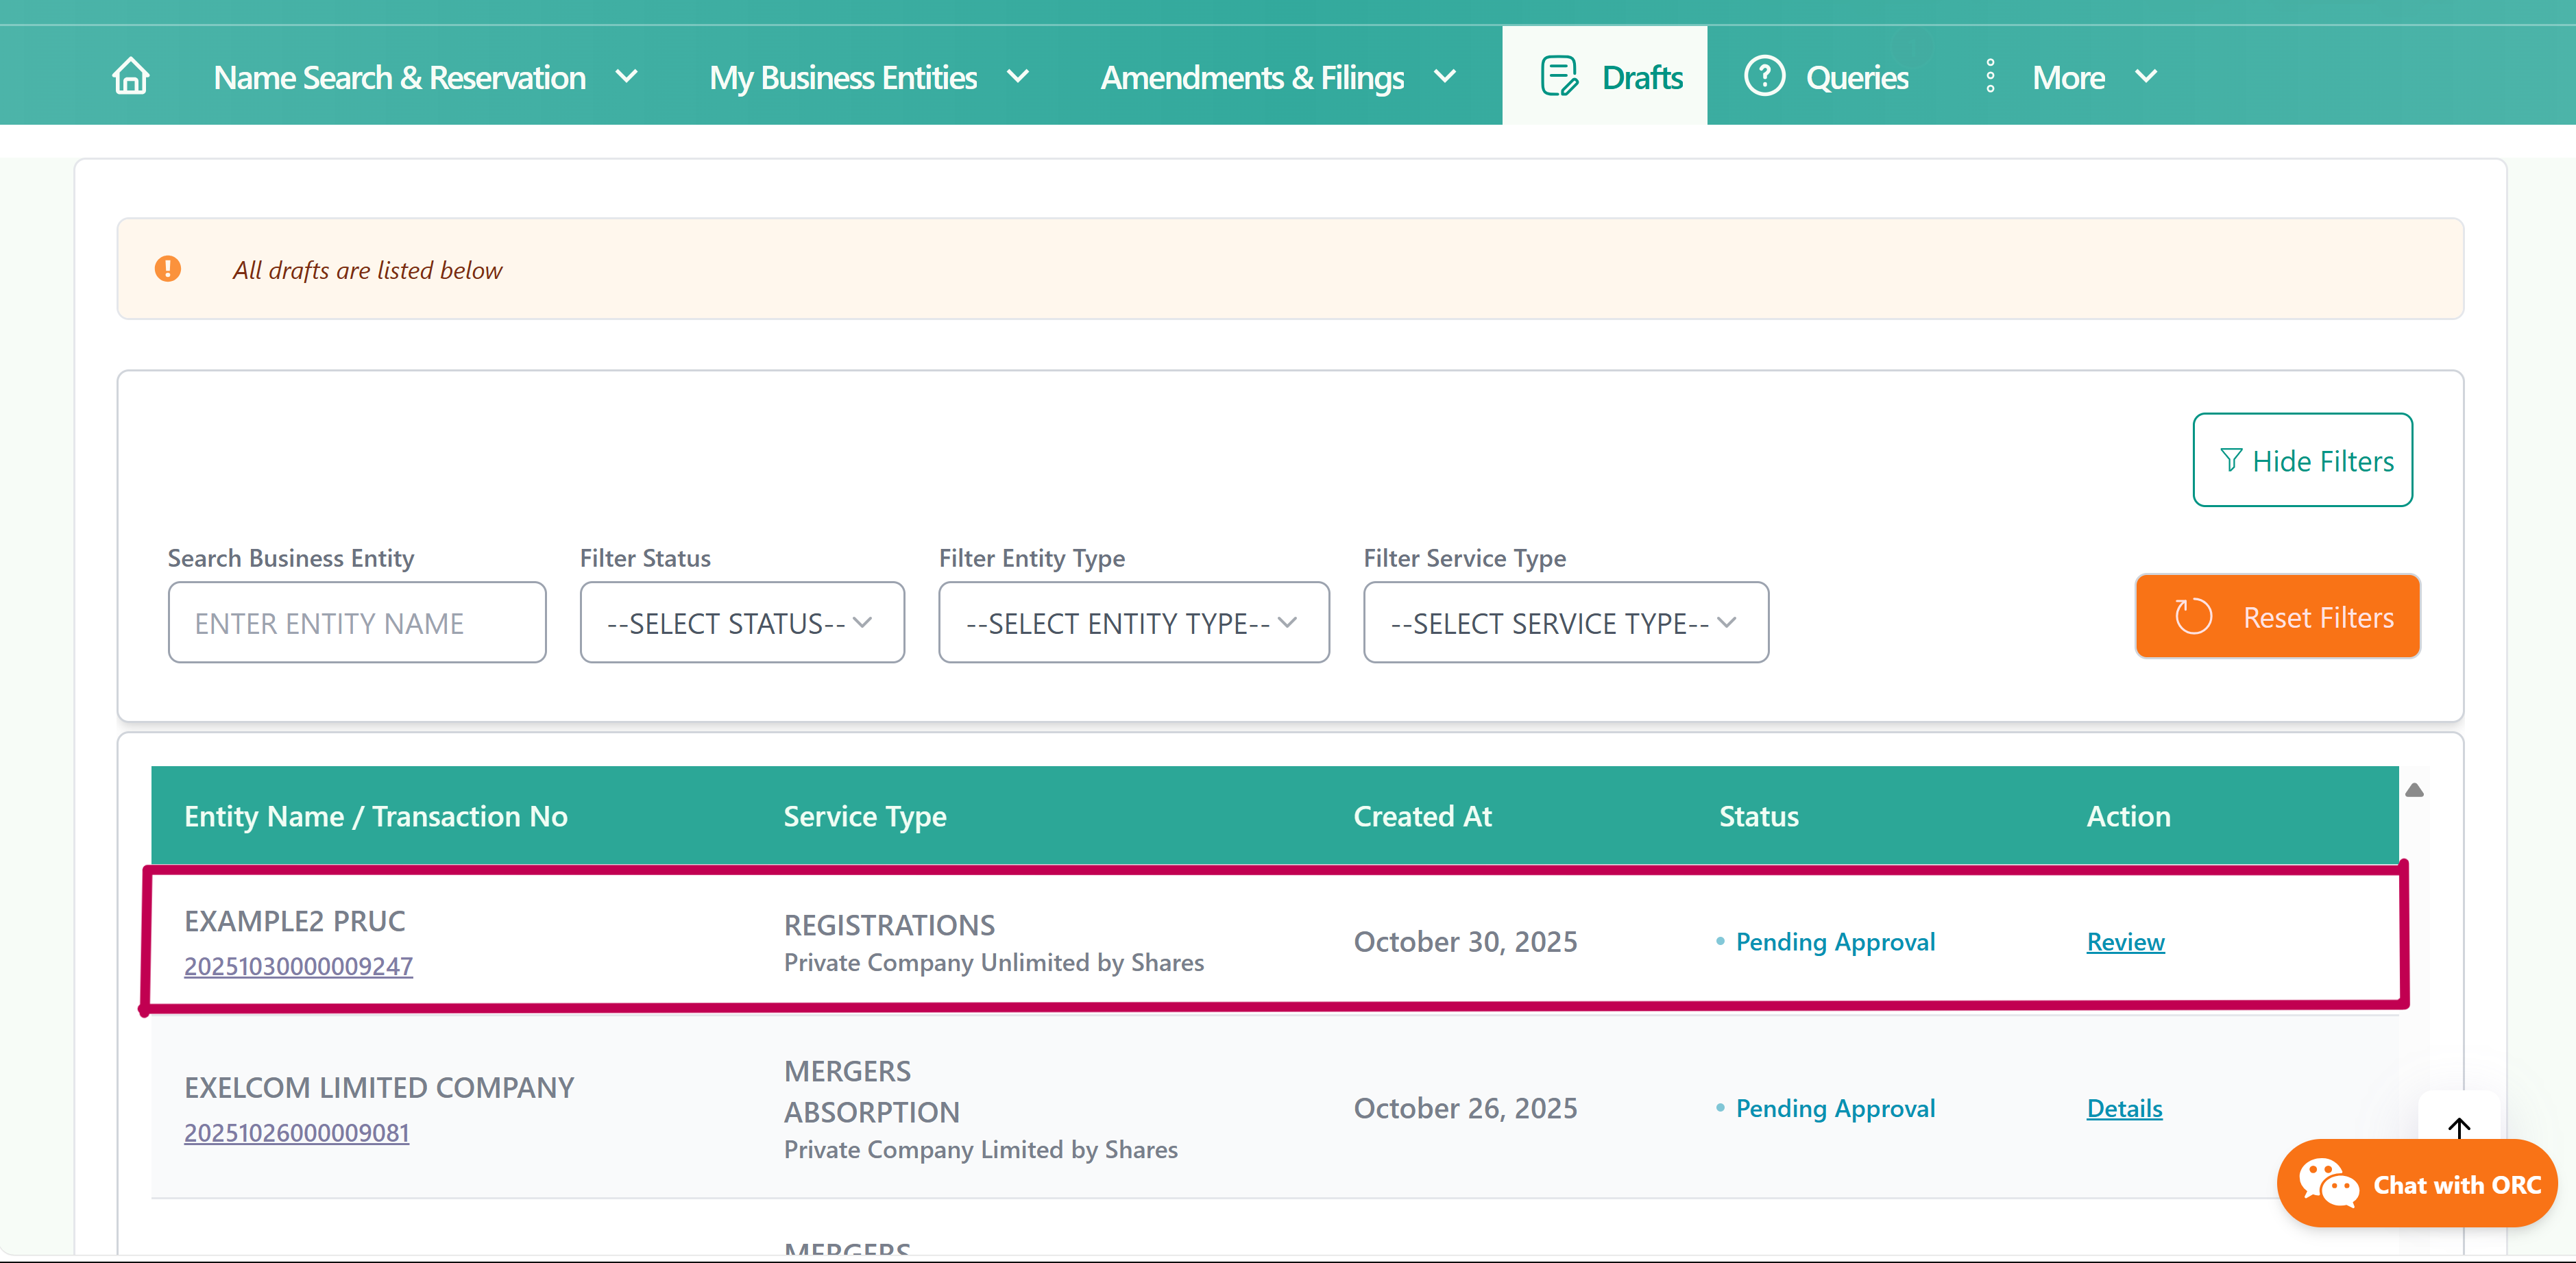 Name Search & Reservation
My Business Entities
Amendments & Filings
Drafts
Queries
More
All drafts are listed below
Hide Filters
Search Business Entity
Filter Status
Filter Entity Type
Filter Service Type
ENTER ENTITY NAME
--SELECT STATUS--
--SELECT ENTITY TYPE--
--SELECT SERVICE TYPE--
Reset Filters
Entity Name / Transaction No
Service Type
Created At
Status
Action
EXAMPLE2 PRUC
20251030000009247
REGISTRATIONS
Private Company Unlimited by Shares
October 30, 2025
Pending Approval
Review
EXELCOM LIMITED COMPANY
20251026000009081
MERGERS
ABSORPTION
Private Company Limited by Shares
October 26, 2025
Pending Approval
Details
Chat with ORC
MERGERS